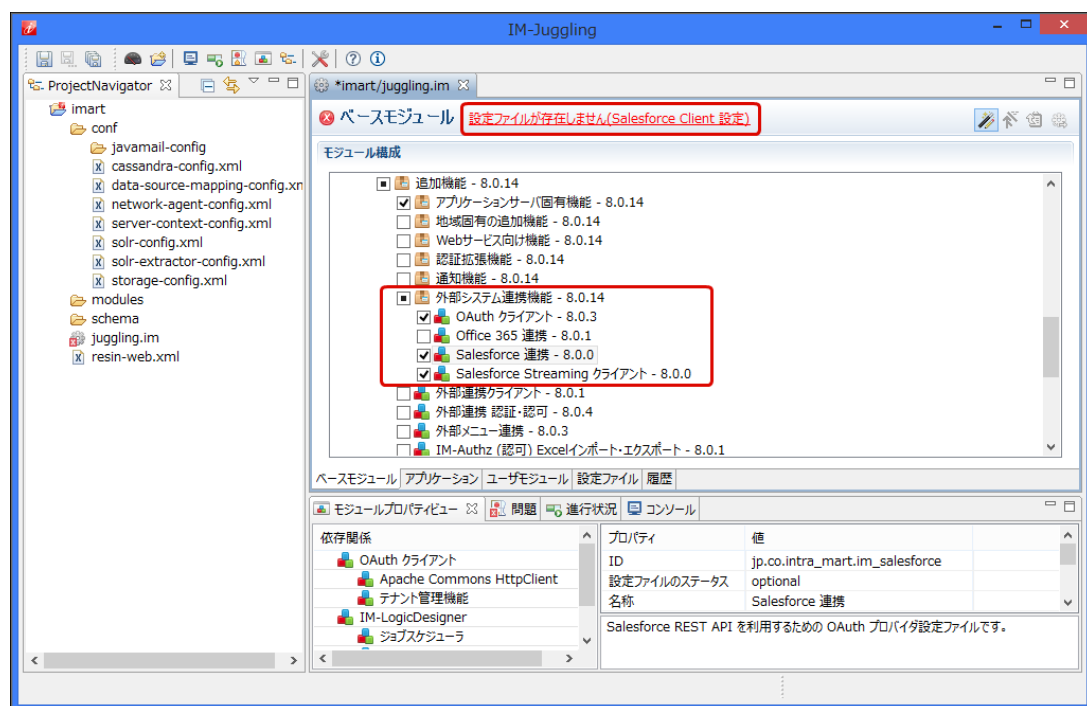 IM-Juggling
ProjectNavigator
*imart/juggling.im
imart
conf
javamail-config
cassandra-config.xml
data-source-mapping-config.xn
network-agent-config.xml
server-context-config.xml
solr-config.xml
solr-extractor-config.xml
storage-config.xml
modules
schema
juggling.im
resin-web.xml
ベースモジュール 設定ファイルが存在しません(Salesforce Client 設定)
モジュール構成
追加機能 - 8.0.14
アプリケーションサーバ固有機能 - 8.0.14
地域固有の追加機能 - 8.0.14
Webサービス向け機能 - 8.0.14
認証拡張機能 - 8.0.14
通知機能 - 8.0.14
外部システム連携機能 - 8.0.14
OAuth クライアント - 8.0.3
Office 365 連携 - 8.0.1
Salesforce 連携 - 8.0.0
Salesforce Streaming クライアント - 8.0.0
外部連携クライアント - 8.0.1
外部連携 認証・認可 - 8.0.4
外部メニュー連携 - 8.0.3
IM-Authz (認可) Excelインポート・エクスポート - 8.0.1
ベースモジュール アプリケーション ユーザモジュール 設定ファイル 履歴
モジュールプロパティビュー 問題 進行状況 コンソール
依存関係
OAuth クライアント
Apache Commons HttpClient
テナント管理機能
IM-LogicDesigner
ジョブスケジューラ
プロパティ 値
ID jp.co.intra_mart.im_salesforce
設定ファイルのステータス optional
名称 Salesforce 連携
Salesforce REST API を利用するための OAuth プロバイダ設定ファイルです。